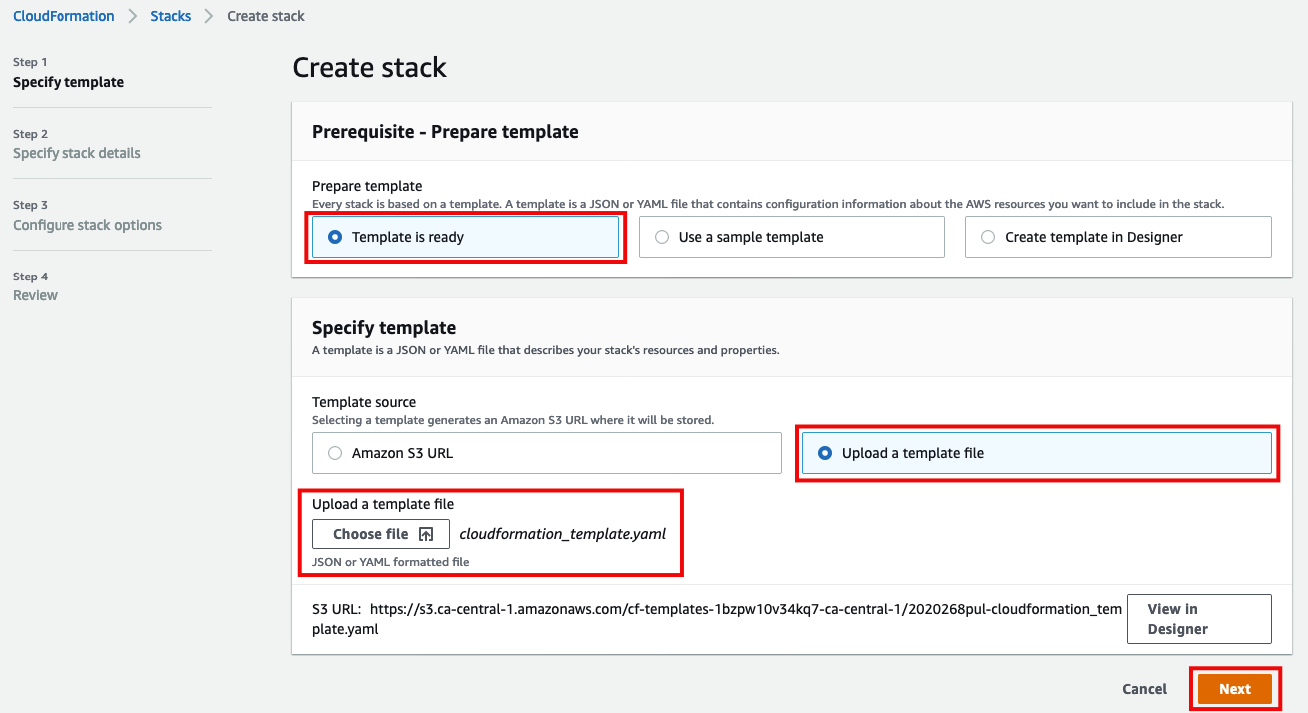 CloudFormation > Stacks > Create stack
Step 1
Specify template
Step 2
Specify stack details
Step 3
Configure stack options
Step 4
Review
Create stack
Prerequisite - Prepare template
Prepare template
Every stack is based on a template. A template is a JSON or YAML file that contains configuration information about the AWS resources you want to include in the stack.
Template is ready
Use a sample template
Create template in Designer
Specify template
A template is a JSON or YAML file that describes your stack's resources and properties.
Template source
Selecting a template generates an Amazon S3 URL where it will be stored.
Amazon S3 URL
Upload a template file
Upload a template file
Choose file cloudformation_template.yaml
JSON or YAML formatted file
S3 URL: https://s3.ca-central-1.amazonaws.com/cf-templates-1bzpw10v34kq7-ca-central-1/2020268pul-cloudformation_tem
plate.yaml
View in
Designer
Cancel
Next